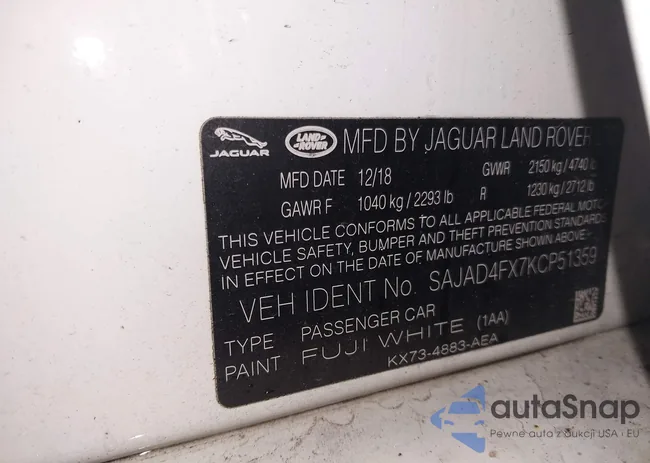 JAGUAR
LAND ROVER
MFD BY JAGUAR LAND ROVER
MFD DATE 12/18 GVWR 2150 kg / 4740 lb
GAWR F 1040 kg / 2293 lb R 1230 kg / 2712 lb
THIS VEHICLE CONFORMS TO ALL APPLICABLE FEDERAL MOTO
VEHICLE SAFETY, BUMPER AND THEFT PREVENTION STANDARDS
IN EFFECT ON THE DATE OF MANUFACTURE SHOWN ABOVE.
VEH IDENT No. SAJAD4FX7KCP51359
TYPE PASSENGER CAR
PAINT FUJI WHITE (1AA)
KX73-4883-AEA
autaSnap
Pewne auta z aukcji USA i EU